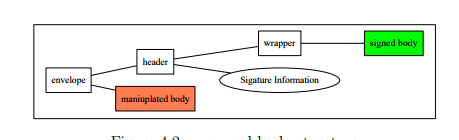 wrapper
signed body
header
envelope
Sigature Information
maniuplated body